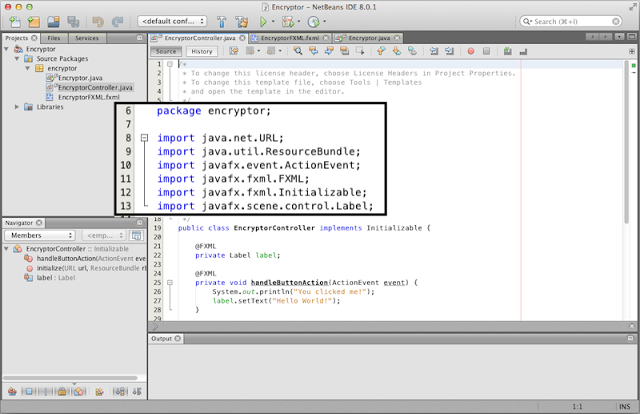 Encryptor - NetBeans IDE 8.0.1
<default conf...
Search (⌘+I)
Projects
Files
Services
Encryptor
Source Packages
encryptor
Encryptor.java
EncryptorController.java
EncryptorFXML.fxml
Libraries
EncryptorController.java
EncryptorFXML.fxml
Encryptor.java
Source
History
1 /*
2 * To change this license header, choose License Headers in Project Properties.
3 * To change this template file, choose Tools | Templates
4 * and open the template in the editor.
5 */
6 package encryptor;
7
8 import java.net.URL;
9 import java.util.ResourceBundle;
10 import javafx.event.ActionEvent;
11 import javafx.fxml.FXML;
12 import javafx.fxml.Initializable;
13 import javafx.scene.control.Label;
19 */
20 public class EncryptorController implements Initializable {
21
22 @FXML
22 private Label label;
23
24 @FXML
25 private void handleButtonAction(ActionEvent event) {
26 System.out.println("You clicked me!");
27 label.setText("Hello World!");
28 }
Navigator
Members
<emp...
EncryptorController :: Initializable
handleButtonAction(ActionEvent eve
initialize(URL url, ResourceBundle rb
label : Label
Output
1:1
INS